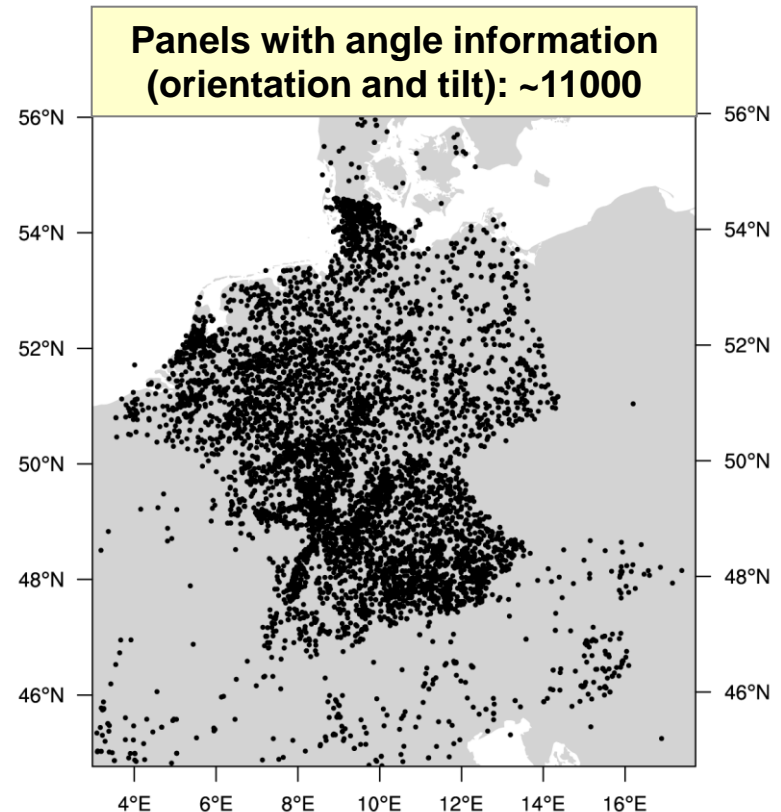 Panels with angle information
(orientation and tilt): ~11000
56°N
56°N
54°N
54°N
52°N
52°N
50°N
50°N
48°N
48°N
46°N
46°N
4°E 6°E 8°E 10°E 12°E 14°E 16°E